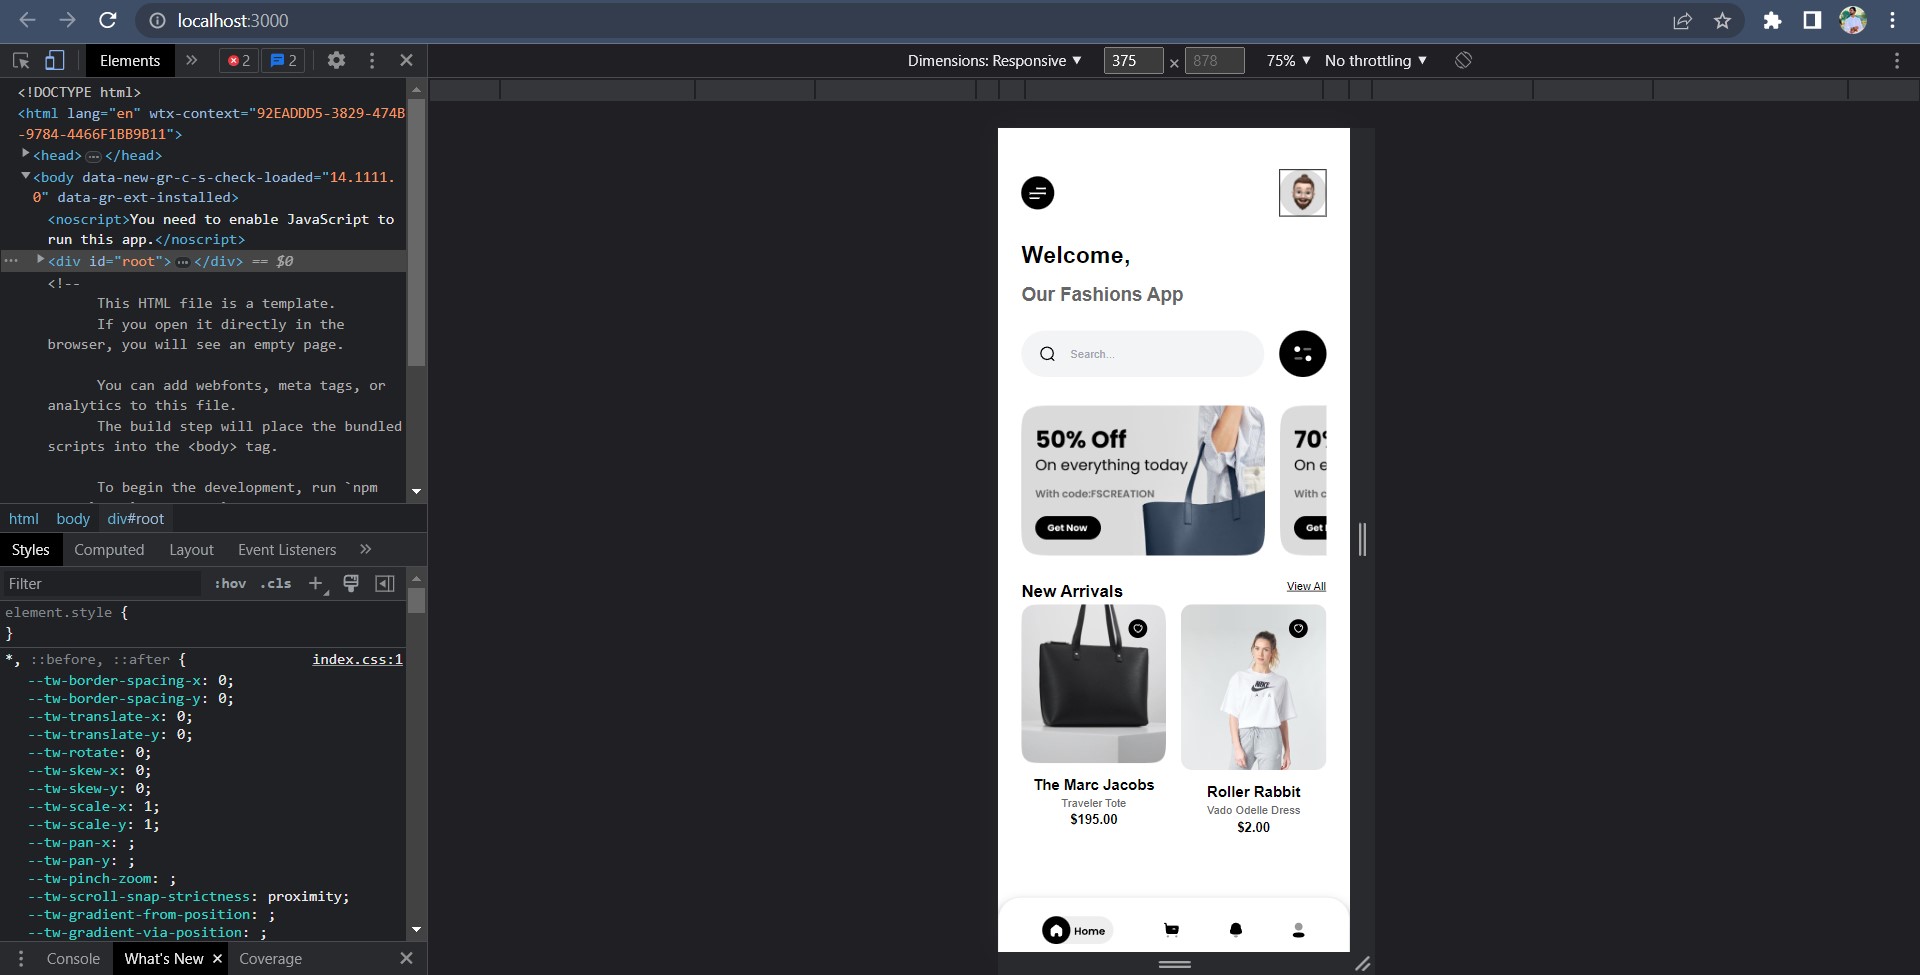 localhost:3000
Elements
2
2
Dimensions: Responsive
375
×
878
75%
No throttling
<!DOCTYPE html>
<html lang="en" wtx-context="92EADDD5-3829-474B
-9784-4466F1BB9B11">
<head> … </head>
<body data-new-gr-c-s-check-loaded="14.1111.
0" data-gr-ext-installed>
<noscript>You need to enable JavaScript to
run this app.</noscript>
<div id="root"> … </div> == $0
<!--
This HTML file is a template.
If you open it directly in the
browser, you will see an empty page.
You can add webfonts, meta tags, or
analytics to this file.
The build step will place the bundled
scripts into the <body> tag.
To begin the development, run `npm
html
body
div#root
Styles
Computed
Layout
Event Listeners
Filter
:hov
.cls
element.style {
}
*, ::before, ::after {
index.css:1
--tw-border-spacing-x: 0;
--tw-border-spacing-y: 0;
--tw-translate-x: 0;
--tw-translate-y: 0;
--tw-rotate: 0;
--tw-skew-x: 0;
--tw-skew-y: 0;
--tw-scale-x: 1;
--tw-scale-y: 1;
--tw-pan-x: ;
--tw-pan-y: ;
--tw-pinch-zoom: ;
--tw-scroll-snap-strictness: proximity;
--tw-gradient-from-position: ;
--tw-gradient-via-position: ;
Console
What's New
Coverage
Welcome,
Our Fashions App
Search...
50% Off
On everything today
With code:FSCREATION
Get Now
70%
On e
With c
Get
New Arrivals
View All
NIKE
The Marc Jacobs
Traveler Tote
$195.00
Roller Rabbit
Vado Odelle Dress
$2.00
Home